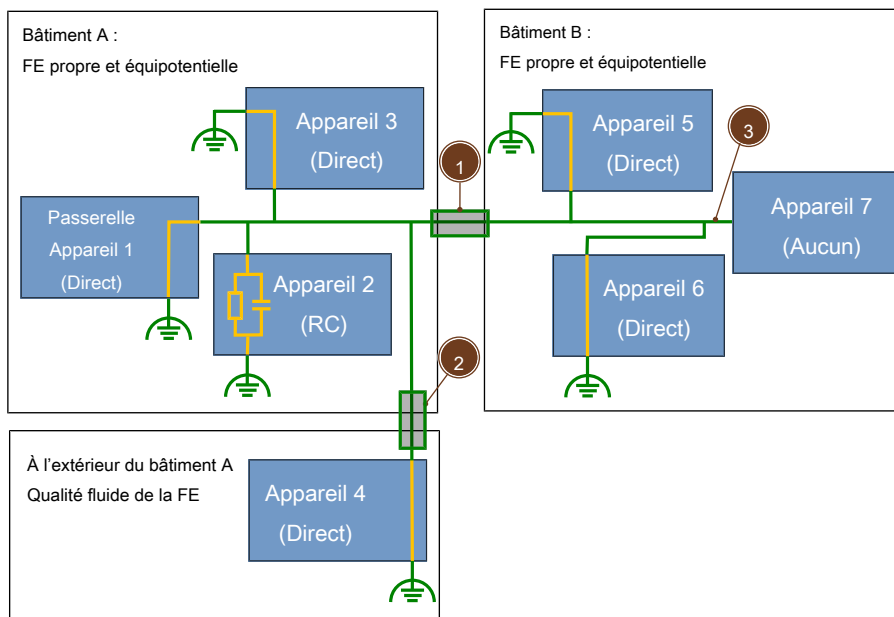 Bâtiment A :
FE propre et équipotentielle
Appareil 3
(Direct)
Passerelle
Appareil 1
(Direct)
Appareil 2
(RC)
1
2
Bâtiment B :
FE propre et équipotentielle
Appareil 5
(Direct)
3
Appareil 7
(Aucun)
Appareil 6
(Direct)
À l'extérieur du bâtiment A
Qualité fluide de la FE
Appareil 4
(Direct)